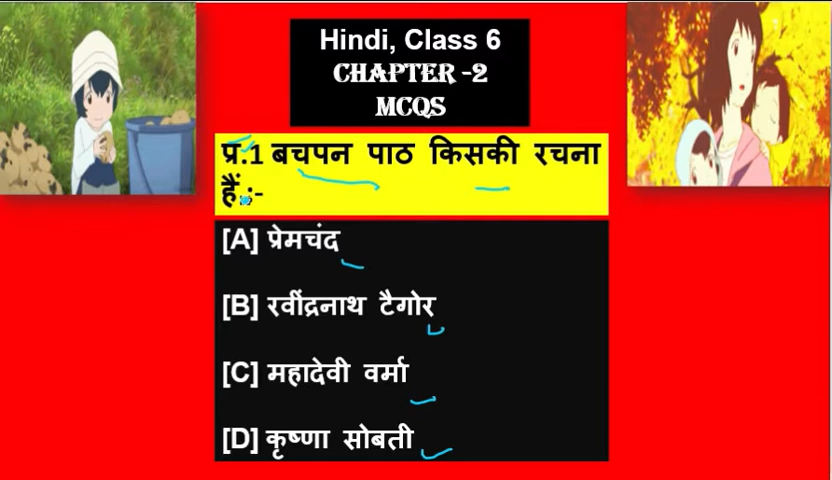 Hindi, Class 6
CHAPTER -2
MCQS
प्र.:1 बचपन पाठ किसकी रचना
हैं :-
[A] प्रेमचंद
[B] रवींद्रनाथ टैगोर
[C] महादेवी वर्मा
[D] कृष्णा सोबती